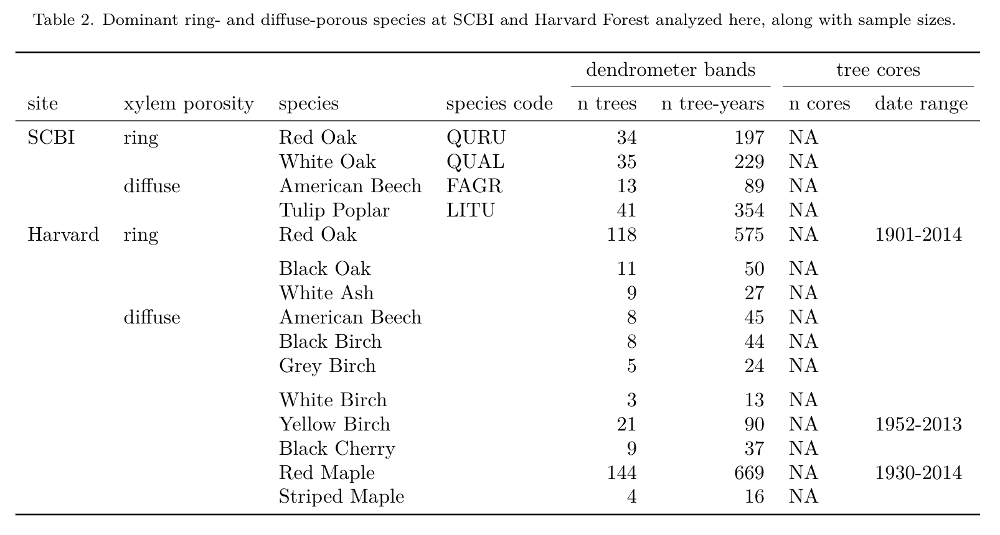 Table 2. Dominant ring- and diffuse-porous species at SCBI and Harvard Forest analyzed here, along with sample sizes.
dendrometer bands tree cores
site xylem porosity species species code n trees n tree-years n cores date range
SCBI ring Red Oak QURU 34 197 NA
White Oak QUAL 35 229 NA
diffuse American Beech FAGR 13 89 NA
Tulip Poplar LITU 41 354 NA
Harvard ring Red Oak 118 575 NA 1901-2014
Black Oak 11 50 NA
White Ash 9 27 NA
diffuse American Beech 8 45 NA
Black Birch 8 44 NA
Grey Birch 5 24 NA
White Birch 3 13 NA
Yellow Birch 21 90 NA 1952-2013
Black Cherry 9 37 NA
Red Maple 144 669 NA 1930-2014
Striped Maple 4 16 NA